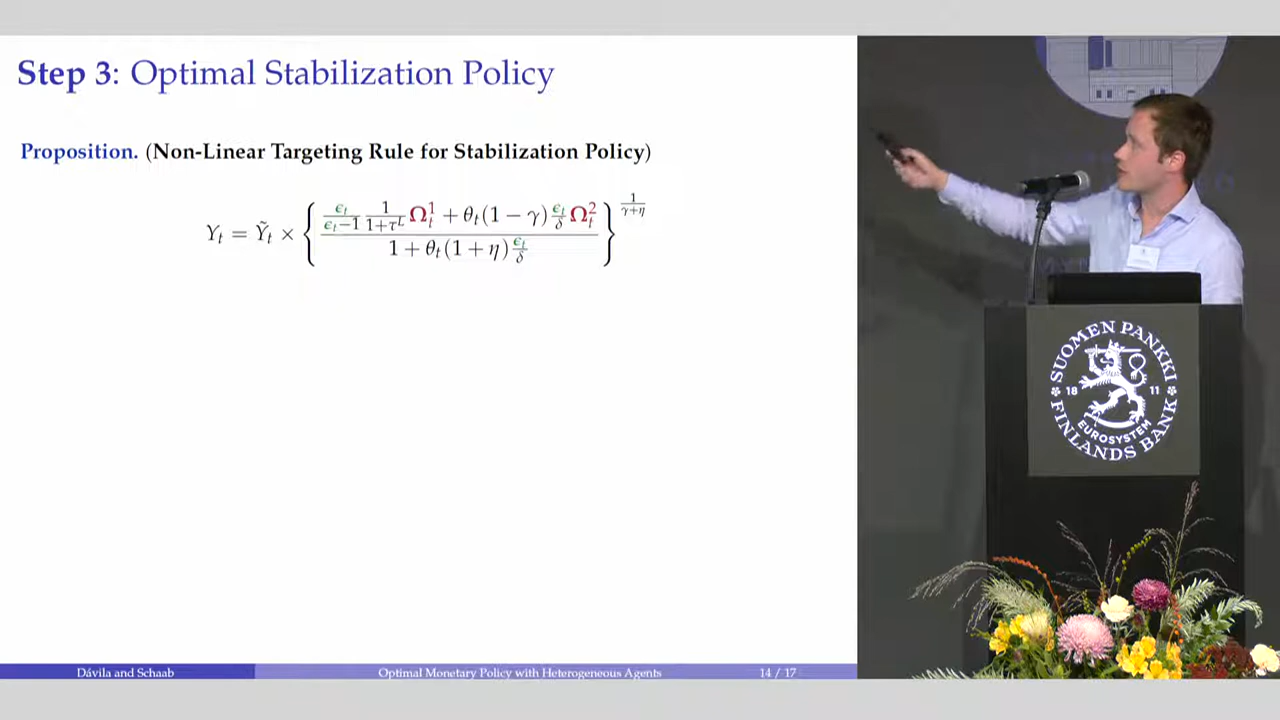 Step 3: Optimal Stabilization Policy
Proposition. (Non-Linear Targeting Rule for Stabilization Policy)
Y_t = Ỹ_t × { (ϵ_t/(ϵ_t−1) 1/(1+τ^L) Ω_t^1 + θ_t(1 − γ) ϵ_t/δ Ω_t^2) / (1 + θ_t(1 + η) ϵ_t/δ) }^{1/(γ+η)}
Dávila and Schaab
Optimal Monetary Policy with Heterogeneous Agents
14 / 17
SUOMEN PANKKI
18 11
EUROSYSTEM
FINLANDS BANK